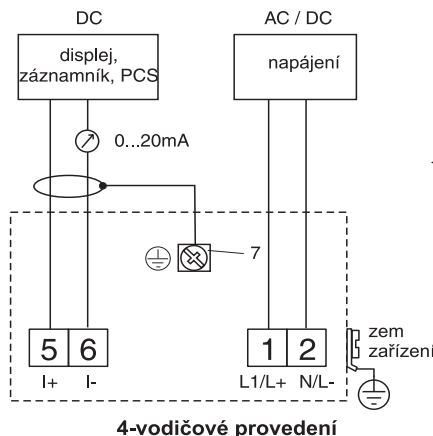 DC
AC / DC
displej,
záznamník, PCS
napájení
0...20mA
7
5 6
1 2
zem
zařízení
I+ I-
L1/L+ N/L-
4-vodičové provedení